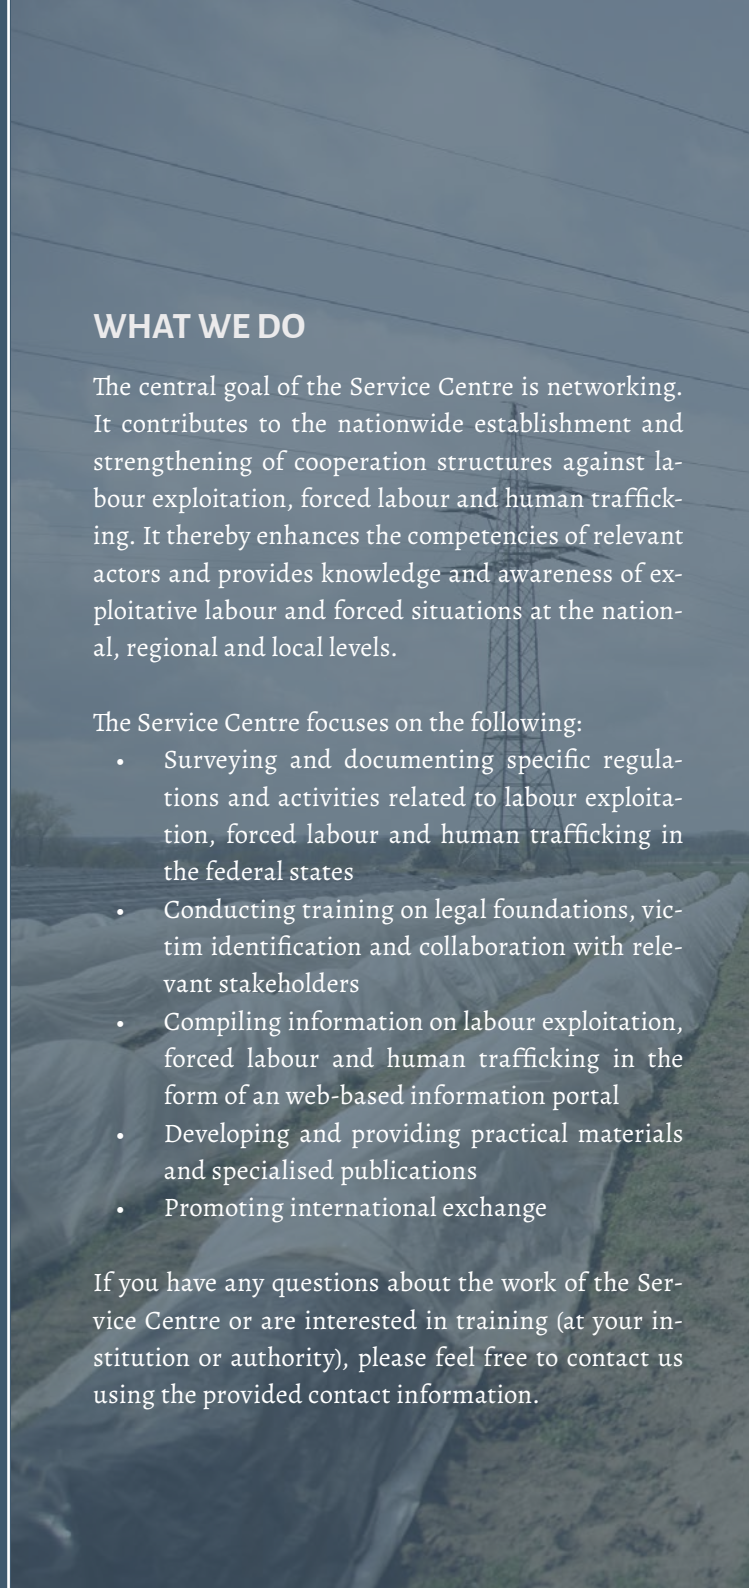 WHAT WE DO
The central goal of the Service Centre is networking.
It contributes to the nationwide establishment and
strengthening of cooperation structures against la-
bour exploitation, forced labour and human traffick-
ing. It thereby enhances the competencies of relevant
actors and provides knowledge and awareness of ex-
ploitative labour and forced situations at the nation-
al, regional and local levels.
The Service Centre focuses on the following:
• Surveying and documenting specific regula-
tions and activities related to labour exploita-
tion, forced labour and human trafficking in
the federal states
• Conducting training on legal foundations, vic-
tim identification and collaboration with rele-
vant stakeholders
• Compiling information on labour exploitation,
forced labour and human trafficking in the
form of an web-based information portal
• Developing and providing practical materials
and specialised publications
• Promoting international exchange
If you have any questions about the work of the Ser-
vice Centre or are interested in training (at your in-
stitution or authority), please feel free to contact us
using the provided contact information.